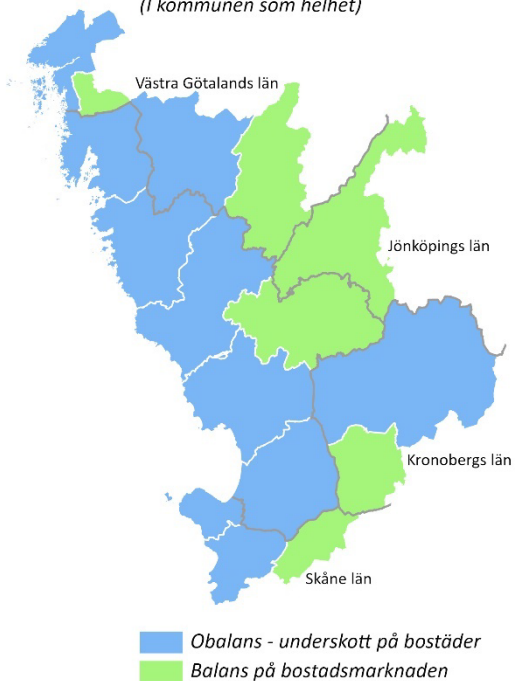 (I kommunen som helhet)
Västra Götalands län
Jönköpings län
Kronobergs län
Skåne län
Obalans - underskott på bostäder
Balans på bostadsmarknaden